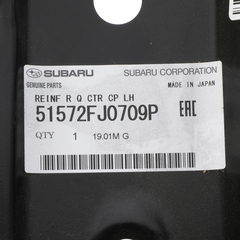 SUBARU SUBARU CORPORATION
GENUINE PARTS MADE IN JAPAN
REINF R Q CTR CP LH
51572FJ0709P EAC
QTY 1 19.01M G